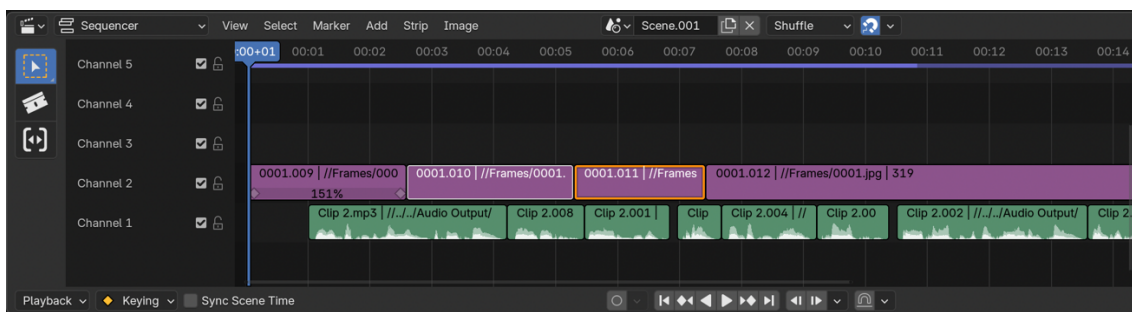 Sequencer View Select Marker Add Strip Image Scene.001 Shuffle
:00+01 00:01 00:02 00:03 00:04 00:05 00:06 00:07 00:08 00:09 00:10 00:11 00:12 00:13 00:14
Channel 5
Channel 4
Channel 3
0001.009 | //Frames/000 0001.010 | //Frames/0001. 0001.011 | //Frames 0001.012 | //Frames/0001.jpg | 319
Channel 2
151%
Clip 2.mp3 | //../../Audio Output/ Clip 2.008 Clip 2.001 | Clip Clip 2.004 | // Clip 2.00 Clip 2.002 | //../../Audio Output/ Clip 2.
Channel 1
Playback Keying Sync Scene Time